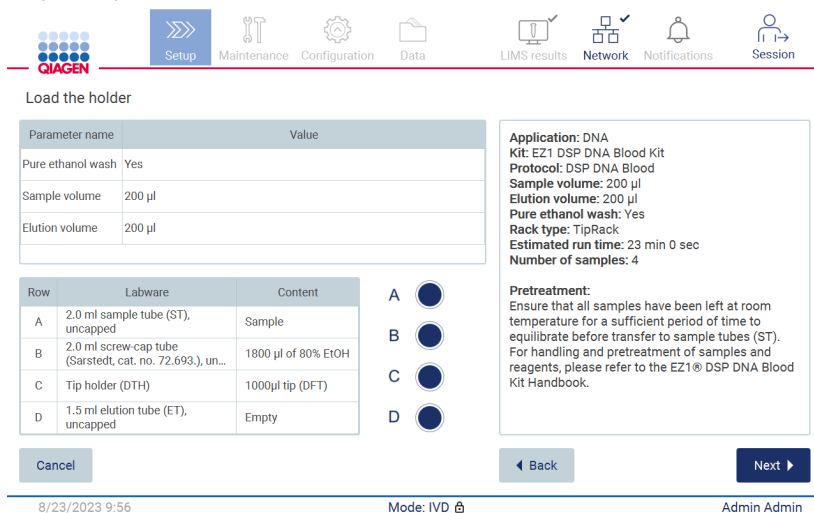 Setup
Maintenance
Configuration
Data
LIMS results
Network
Notifications
Session
QIAGEN
Load the holder
Parameter name Value
Pure ethanol wash Yes
Sample volume 200 µl
Elution volume 200 µl
Row Labware Content
A 2.0 ml sample tube (ST), uncapped Sample
B 2.0 ml screw-cap tube (Sarstedt, cat. no. 72.693.), un... 1800 µl of 80% EtOH
C Tip holder (DTH) 1000µl tip (DFT)
D 1.5 ml elution tube (ET), uncapped Empty
A
B
C
D
Application: DNA
Kit: EZ1 DSP DNA Blood Kit
Protocol: DSP DNA Blood
Sample volume: 200 µl
Elution volume: 200 µl
Pure ethanol wash: Yes
Rack type: TipRack
Estimated run time: 23 min 0 sec
Number of samples: 4
Pretreatment:
Ensure that all samples have been left at room
temperature for a sufficient period of time to
equilibrate before transfer to sample tubes (ST).
For handling and pretreatment of samples and
reagents, please refer to the EZ1® DSP DNA Blood
Kit Handbook.
Cancel
Back
Next
8/23/2023 9:56
Mode: IVD
Admin Admin